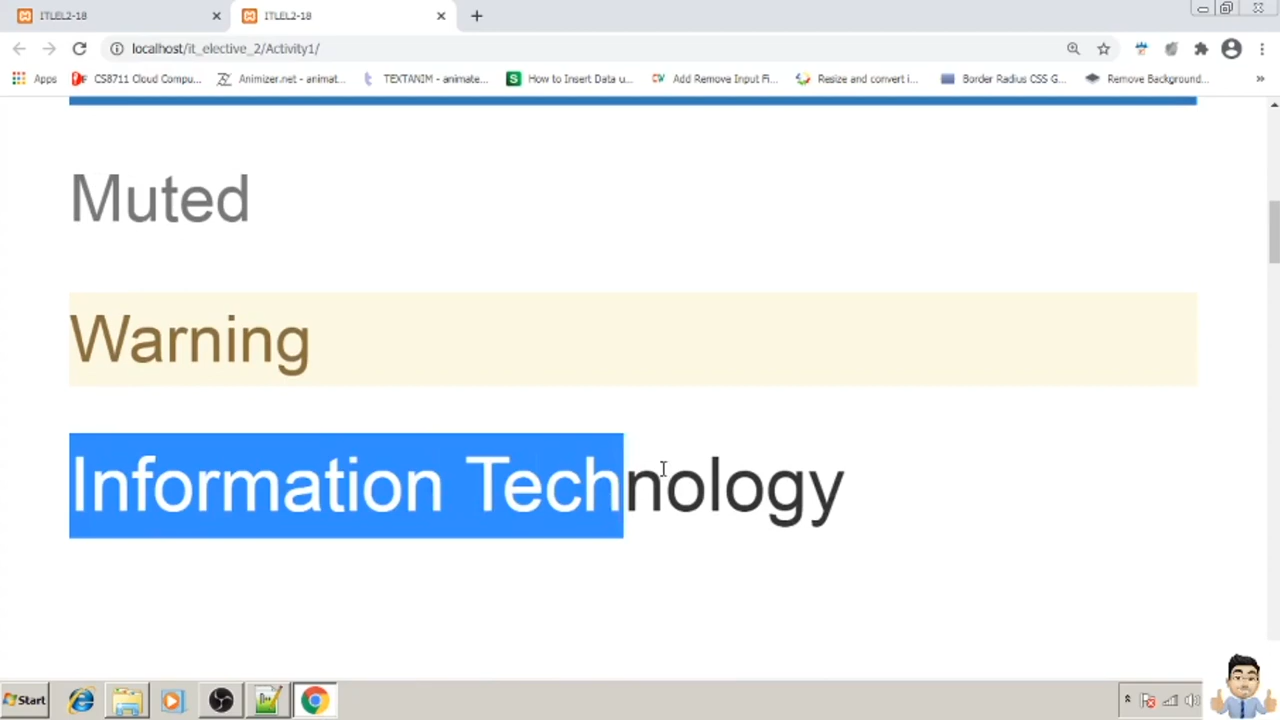 ITLEL2-18
ITLEL2-18
localhost/it_elective_2/Activity1/
Apps
CS8711 Cloud Compu...
Animizer.net - animat...
TEXTANIM - animate...
How to Insert Data u...
Add Remove Input Fi...
Resize and convert i...
Border Radius CSS G...
Remove Background...
Muted
Warning
Information Technology
Start